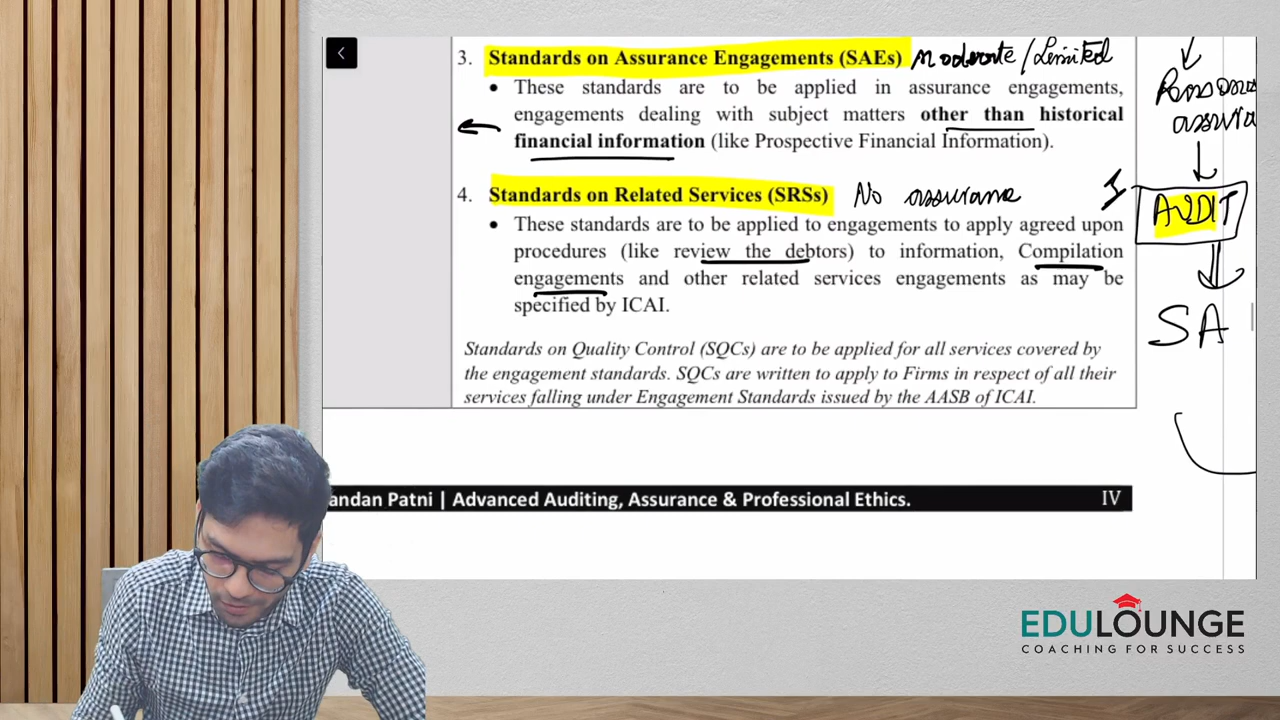 3. Standards on Assurance Engagements (SAEs) Moderate/Limited
• These standards are to be applied in assurance engagements,
engagements dealing with subject matters other than historical
financial information (like Prospective Financial Information).
4. Standards on Related Services (SRSs) No assurance
• These standards are to be applied to engagements to apply agreed upon
procedures (like review the debtors) to information, Compilation
engagements and other related services engagements as may be
specified by ICAI.
Standards on Quality Control (SQCs) are to be applied for all services covered by
the engagement standards. SQCs are written to apply to Firms in respect of all their
services falling under Engagement Standards issued by the AASB of ICAI.
AUDIT
SA
andan Patni | Advanced Auditing, Assurance & Professional Ethics. IV
EDULOUNGE
COACHING FOR SUCCESS